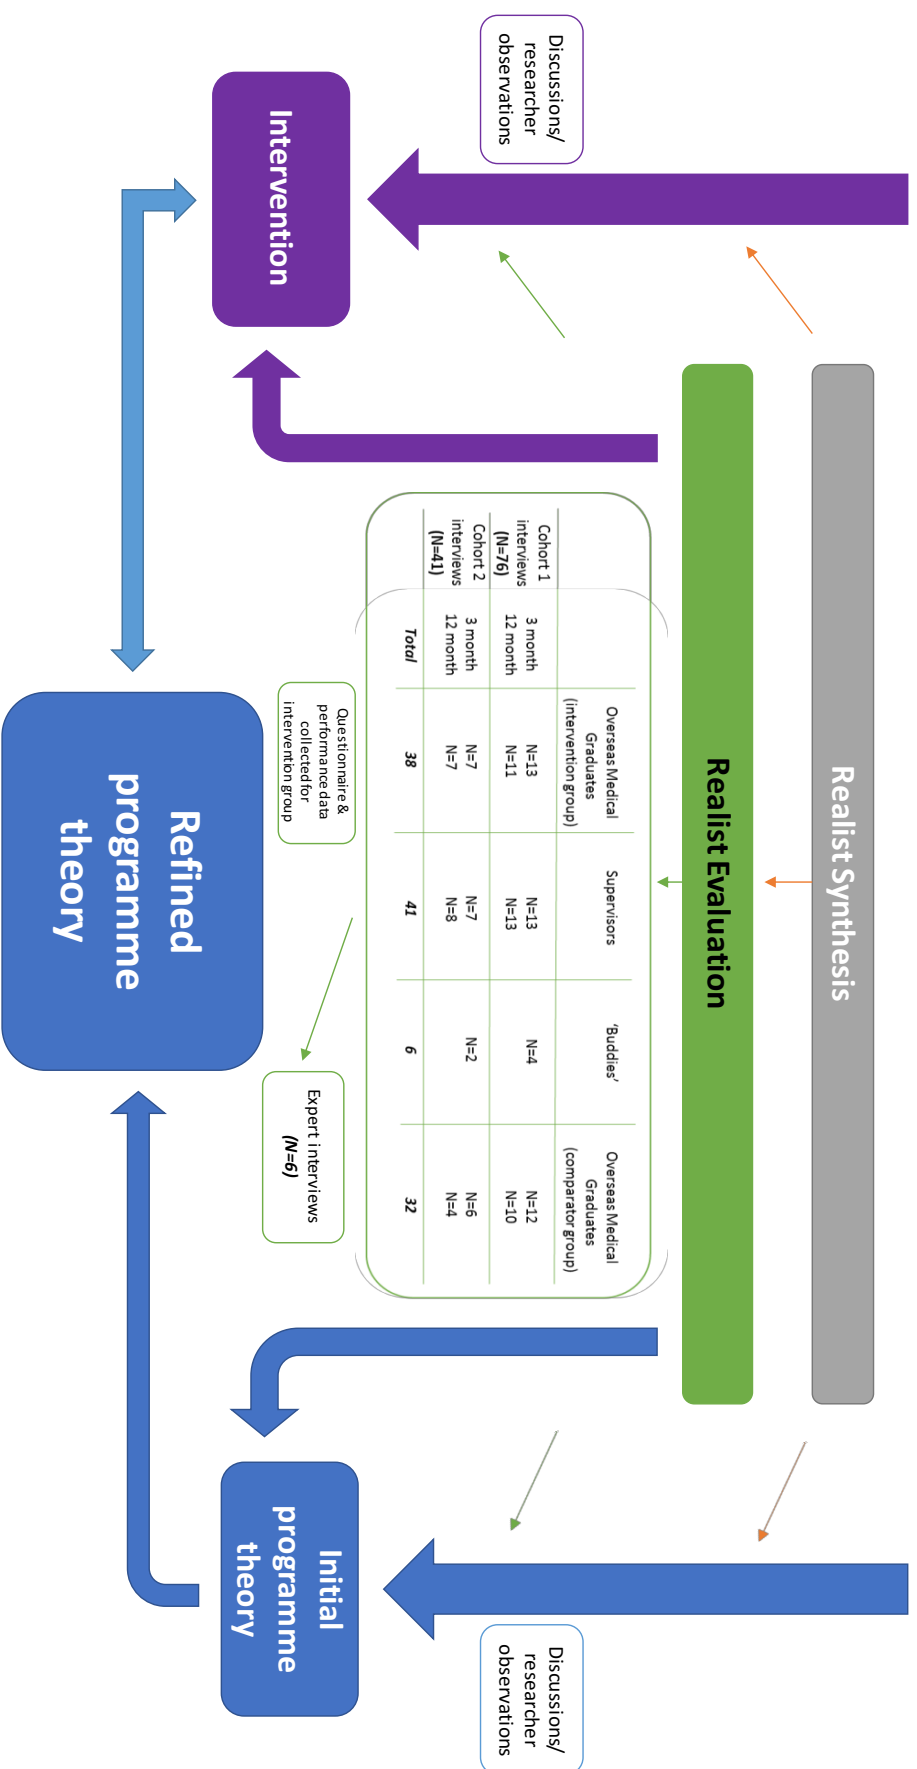 Realist Synthesis
Realist Evaluation
Discussions/
researcher
observations
Discussions/
researcher
observations
Overseas Medical
Graduates
(intervention group)
Supervisors
‘Buddies’
Overseas Medical
Graduates
(comparator group)
Cohort 1
interviews
(N=76)
3 month
12 month
N=13
N=11
N=13
N=13
N=4
N=12
N=10
Cohort 2
interviews
(N=41)
3 month
12 month
N=7
N=7
N=7
N=8
N=2
N=6
N=4
Total
38
41
6
32
Questionnaire &
performance data
collected for
intervention group
Expert interviews
(N=6)
Intervention
Initial
programme
theory
Refined
programme
theory